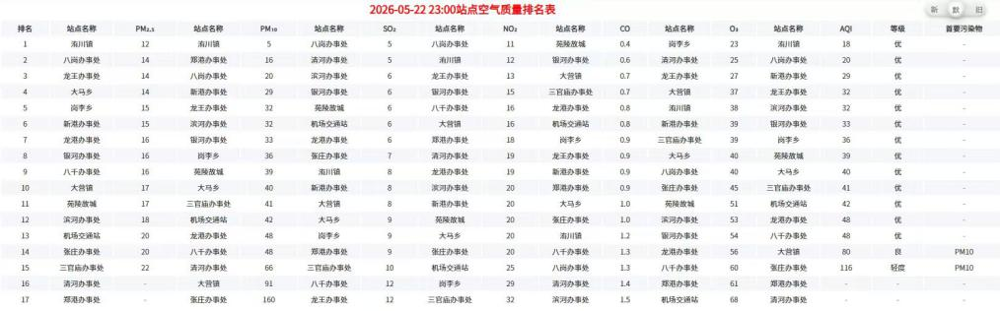 2026-05-22 23:00站点空气质量排名表
新 默 旧
排名 站点名称 PM₂.₅ 站点名称 PM₁₀ 站点名称 SO₂ 站点名称 NO₂ 站点名称 CO 站点名称 O₃ 站点名称 AQI 等级 首要污染物
1 洧川镇 12 洧川镇 5 八岗办事处 5 八岗办事处 11 苑陵故城 0.4 岗李乡 23 洧川镇 18 优 -
2 八岗办事处 14 郑港办事处 16 清河办事处 5 洧川镇 12 银河办事处 0.6 清河办事处 25 八岗办事处 20 优 -
3 龙王办事处 14 八岗办事处 20 滨河办事处 6 龙王办事处 13 大营镇 0.7 龙王办事处 27 新港办事处 29 优 -
4 大马乡 14 新港办事处 29 银河办事处 6 银河办事处 15 三官庙办事处 0.7 大营镇 37 龙王办事处 32 优 -
5 岗李乡 15 龙王办事处 32 苑陵故城 6 八千办事处 16 龙港办事处 0.8 洧川镇 38 滨河办事处 32 优 -
6 新港办事处 15 滨河办事处 32 机场交通站 6 大营镇 16 机场交通站 0.8 新港办事处 39 银河办事处 33 优 -
7 龙港办事处 16 银河办事处 33 龙港办事处 6 郑港办事处 18 岗李乡 0.9 三官庙办事处 39 岗李乡 36 优 -
8 银河办事处 16 岗李乡 36 张庄办事处 7 清河办事处 19 龙王办事处 0.9 大马乡 40 苑陵故城 39 优 -
9 八千办事处 16 苑陵故城 39 洧川镇 8 龙港办事处 19 新港办事处 0.9 八岗办事处 40 大马乡 40 优 -
10 大营镇 17 大马乡 40 新港办事处 8 滨河办事处 20 郑港办事处 0.9 张庄办事处 45 三官庙办事处 41 优 -
11 苑陵故城 17 三官庙办事处 41 大营镇 8 新港办事处 20 大马乡 1.0 苑陵故城 51 机场交通站 42 优 -
12 滨河办事处 18 机场交通站 42 大马乡 9 苑陵故城 20 张庄办事处 1.0 滨河办事处 53 龙港办事处 48 优 -
13 机场交通站 20 龙港办事处 48 岗李乡 9 大马乡 20 洧川镇 1.2 银河办事处 54 八千办事处 48 优 -
14 张庄办事处 20 八千办事处 48 郑港办事处 9 张庄办事处 20 八千办事处 1.3 龙港办事处 56 大营镇 80 良 PM10
15 三官庙办事处 22 清河办事处 66 三官庙办事处 10 机场交通站 25 八岗办事处 1.3 八千办事处 60 张庄办事处 116 轻度 PM10
16 清河办事处 - 大营镇 91 八千办事处 12 岗李乡 29 清河办事处 1.4 郑港办事处 61 郑港办事处 - - -
17 郑港办事处 - 张庄办事处 160 龙王办事处 12 三官庙办事处 32 滨河办事处 1.5 机场交通站 68 清河办事处 - - -